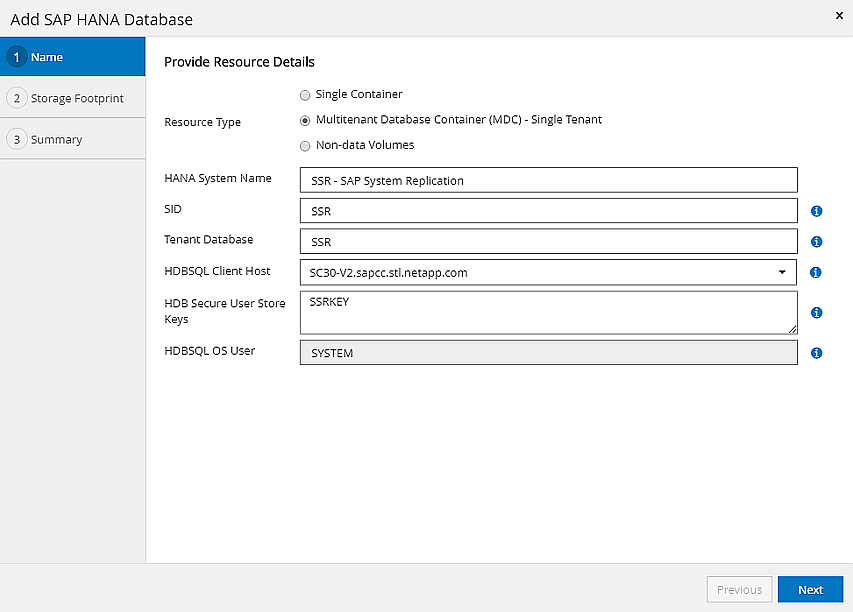 Add SAP HANA Database
×
1 Name
2 Storage Footprint
3 Summary
Provide Resource Details
Resource Type
Single Container
Multitenant Database Container (MDC) - Single Tenant
Non-data Volumes
HANA System Name
SSR - SAP System Replication
SID
SSR
Tenant Database
SSR
HDBSQL Client Host
SC30-V2.sapcc.stl.netapp.com
HDB Secure User Store
Keys
SSRKEY
HDBSQL OS User
SYSTEM
Previous
Next